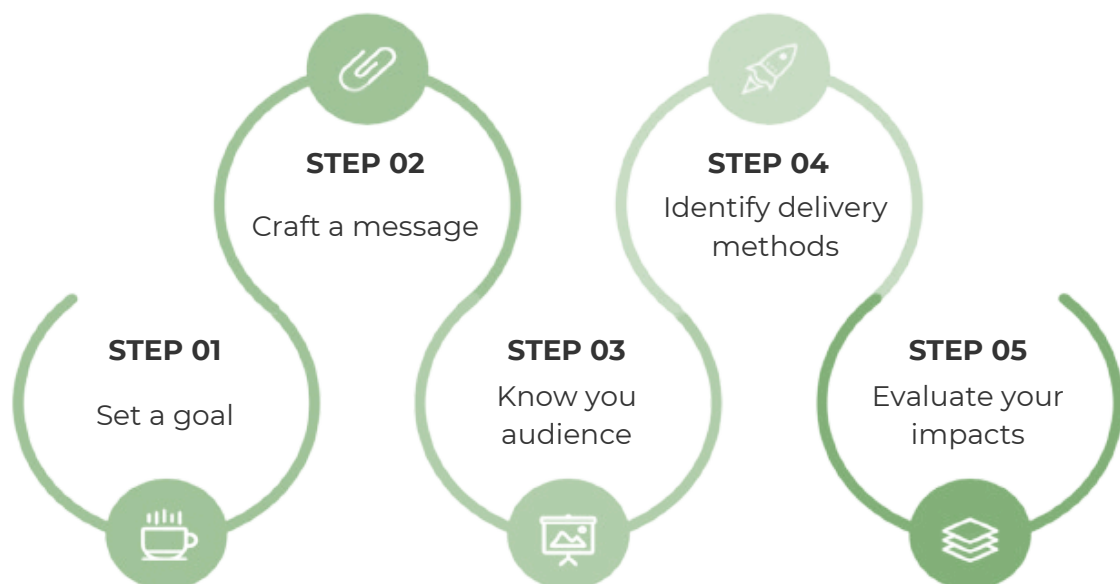 STEP 01
Set a goal
STEP 02
Craft a message
STEP 03
Know you
audience
STEP 04
Identify delivery
methods
STEP 05
Evaluate your
impacts